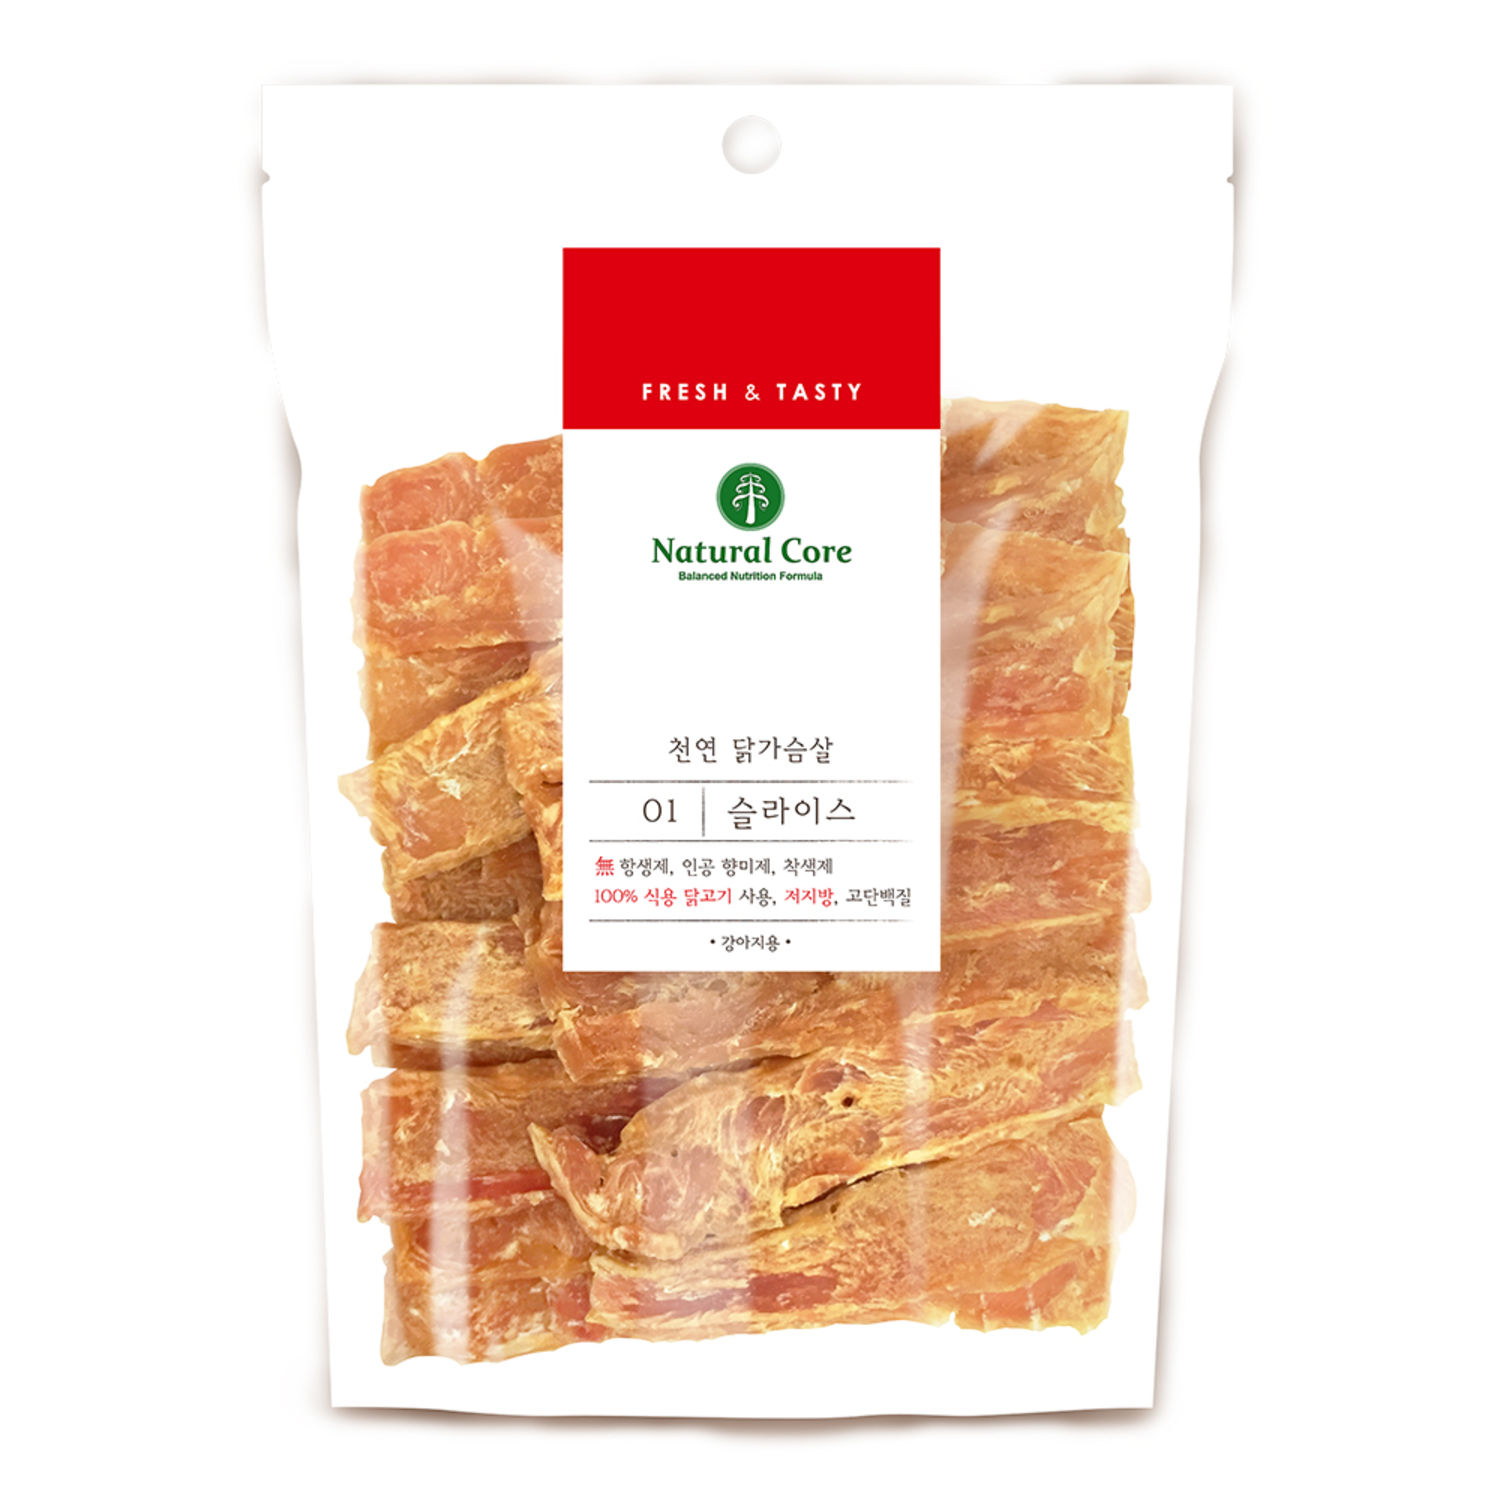 FRESH & TASTY
Natural Core
Balanced Nutrition Formula
천연 닭가슴살
01 슬라이스
無 항생제, 인공 향미제, 착색제
100% 식용 닭고기 사용, 저지방, 고단백질
• 강아지용 •